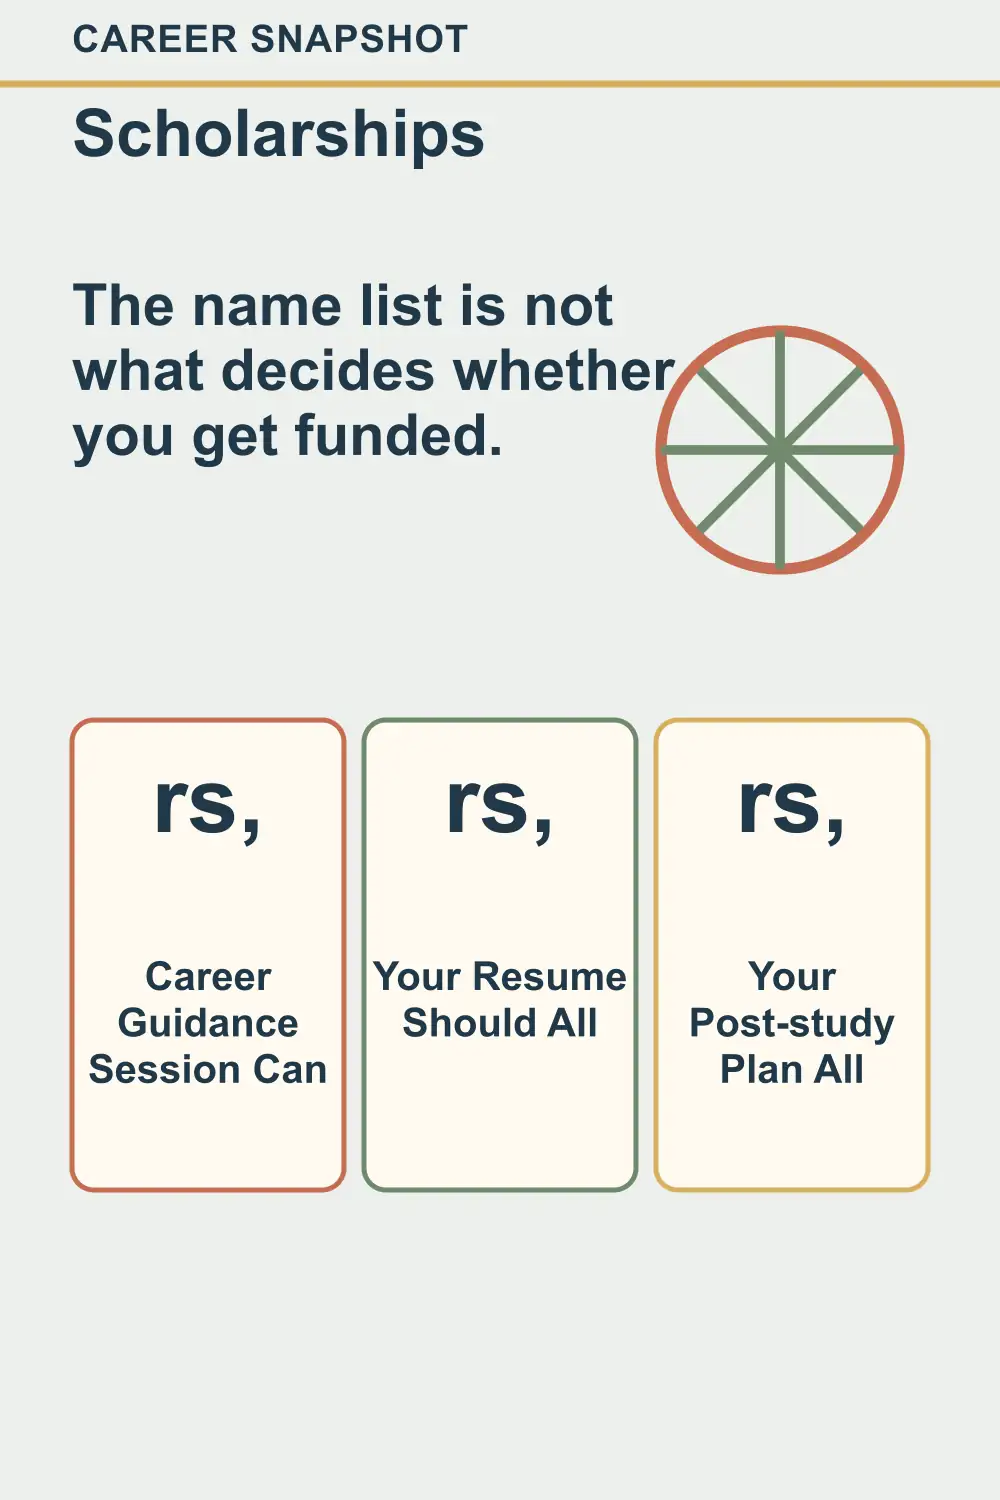 CAREER SNAPSHOT
Scholarships
The name list is not
what decides whether
you get funded.
rs,
Career
Guidance
Session Can
rs,
Your Resume
Should All
rs,
Your
Post-study
Plan All